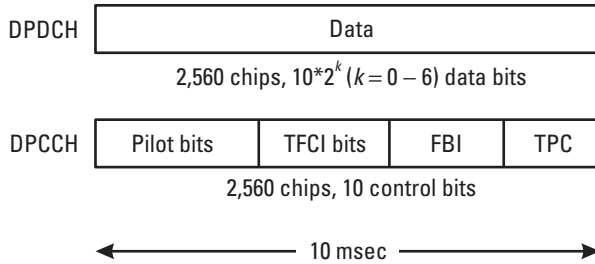 DPDCH Data
2,560 chips, 10*2^k (k = 0 – 6) data bits
DPCCH Pilot bits TFCI bits FBI TPC
2,560 chips, 10 control bits
10 msec